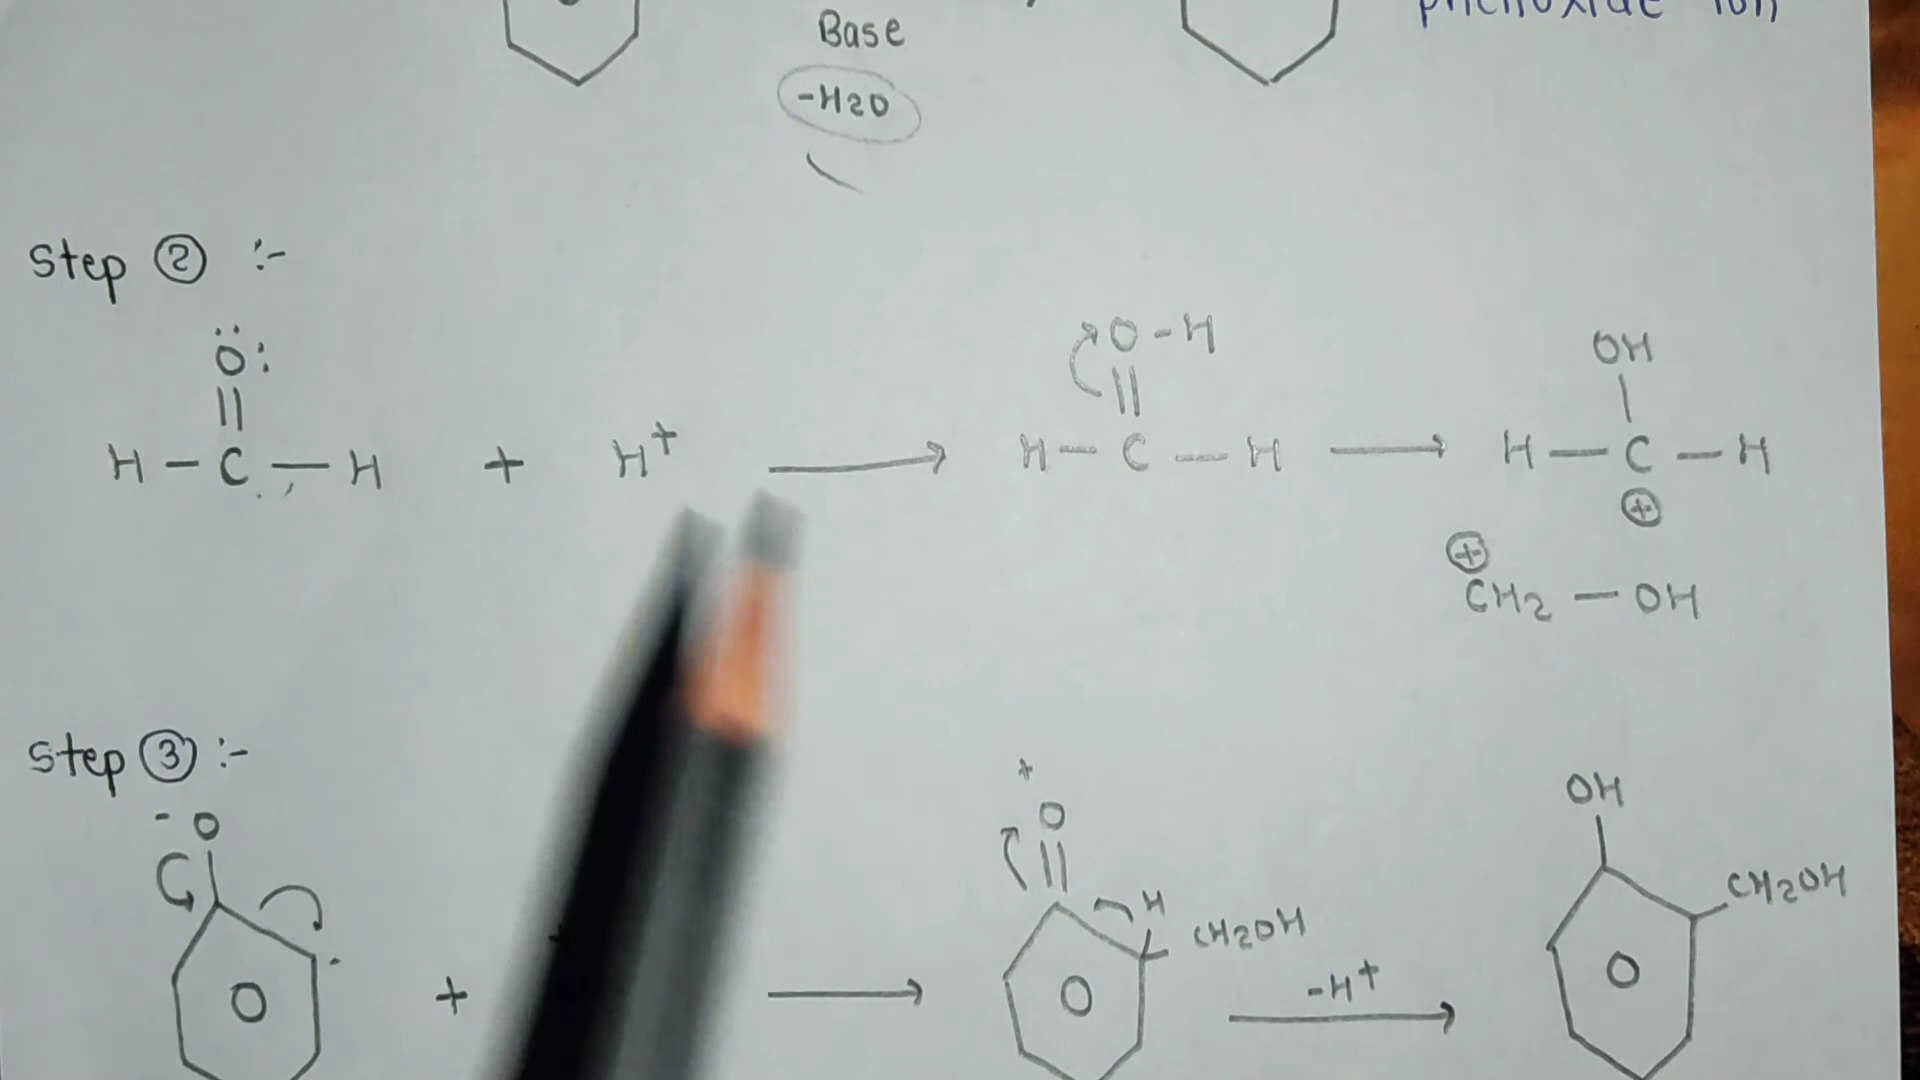 Base
phenoxide ion
-H2O
Step ② :-
:Ö:
H - C - H + H⁺ → H - C - H → H - C - H
O - H
OH
⊕
⊕
CH2 - OH
Step ③ :-
- O
+
O
OH
H
CH2OH
CH2OH
+
→
-H⁺